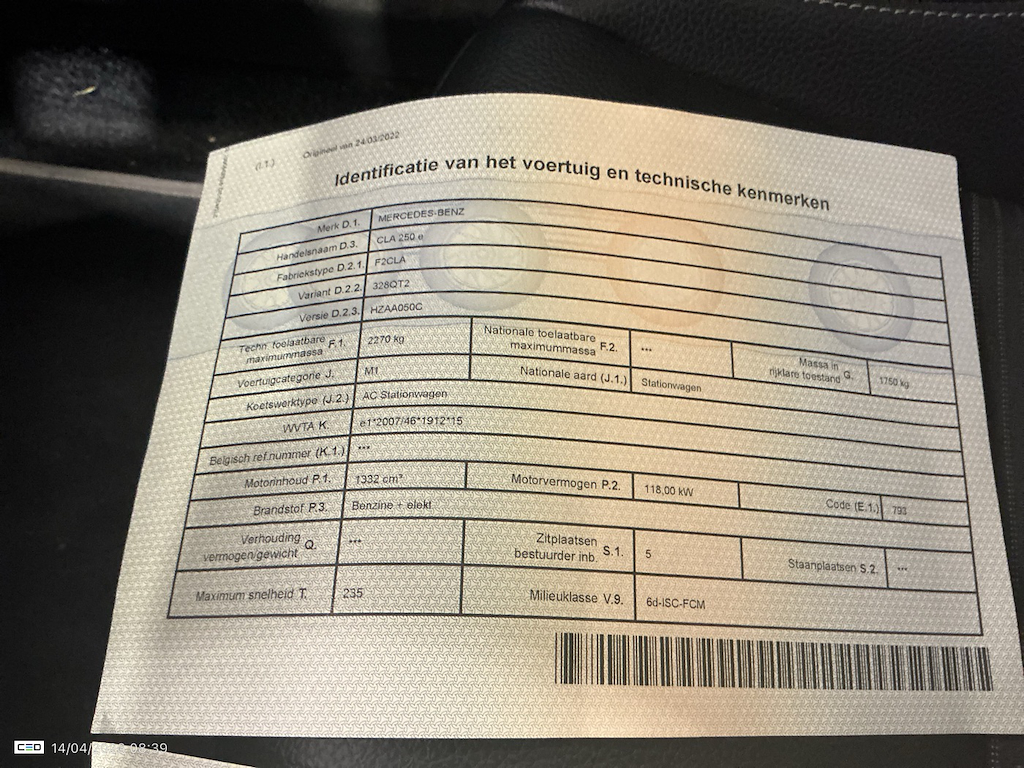 (I.1.) Origineel van 24/03/2022
Identificatie van het voertuig en technische kenmerken
Merk D.1. MERCEDES-BENZ
Handelsnaam D.3. CLA 250 e
Fabriekstype D.2.1. F2CLA
Variant D.2.2. 328QT2
Versie D.2.3. HZAA050C
Techn. toelaatbare maximummassa F.1. 2270 kg Nationale toelaatbare maximummassa F.2. *** Massa in rijklare toestand G. 1750 kg
Voertuigcategorie J. M1 Nationale aard (J.1.) Stationwagen
Koetswerktype (J.2.) AC Stationwagen
WVTA K. e1*2007/46*1912*15
Belgisch ref.nummer (K.1.) ***
Motorinhoud P.1. 1332 cm³ Motorvermogen P.2. 118,00 kW Code (E.1.) 793
Brandstof P.3. Benzine + elekt
Verhouding vermogen/gewicht Q. *** Zitplaatsen bestuurder inb. S.1. 5 Staanplaatsen S.2. ***
Maximum snelheid T. 235 Milieuklasse V.9. 6d-ISC-FCM
CEO 14/04/ 08:39